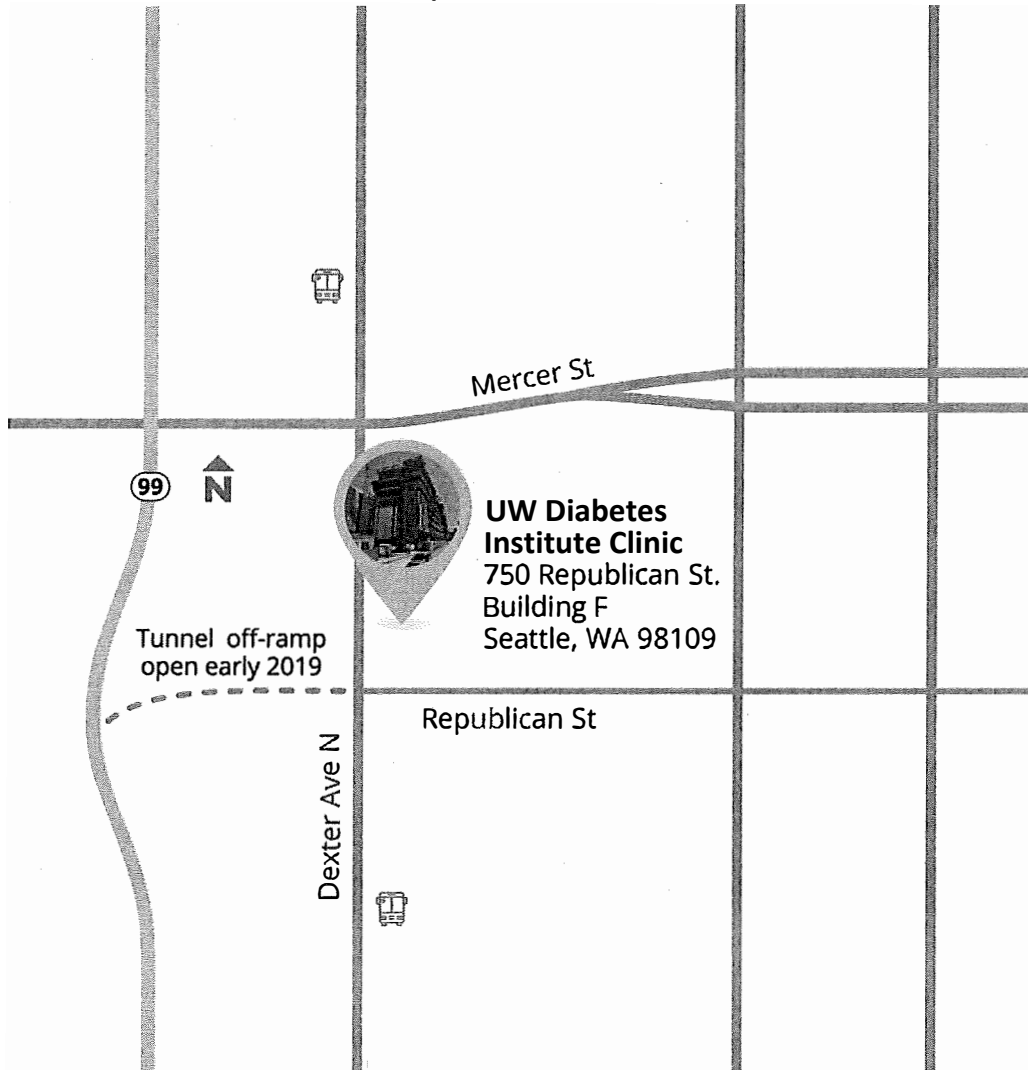 Mercer St
99
N
UW Diabetes
Institute Clinic
750 Republican St.
Building F
Seattle, WA 98109
Tunnel off-ramp
open early 2019
Republican St
Dexter Ave N